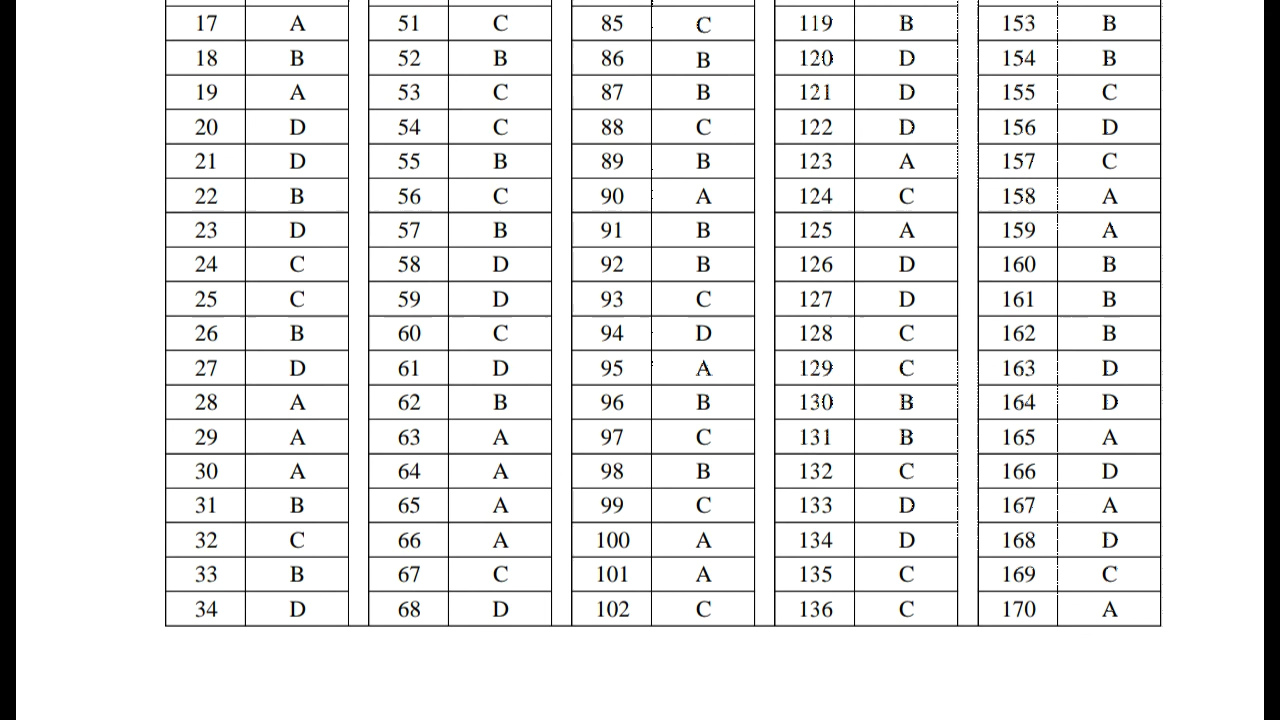 17 A 51 C 85 C 119 B 153 B
18 B 52 B 86 B 120 D 154 B
19 A 53 C 87 B 121 D 155 C
20 D 54 C 88 C 122 D 156 D
21 D 55 B 89 B 123 A 157 C
22 B 56 C 90 A 124 C 158 A
23 D 57 B 91 B 125 A 159 A
24 C 58 D 92 B 126 D 160 B
25 C 59 D 93 C 127 D 161 B
26 B 60 C 94 D 128 C 162 B
27 D 61 D 95 A 129 C 163 D
28 A 62 B 96 B 130 B 164 D
29 A 63 A 97 C 131 B 165 A
30 A 64 A 98 B 132 C 166 D
31 B 65 A 99 C 133 D 167 A
32 C 66 A 100 A 134 D 168 D
33 B 67 C 101 A 135 C 169 C
34 D 68 D 102 C 136 C 170 A